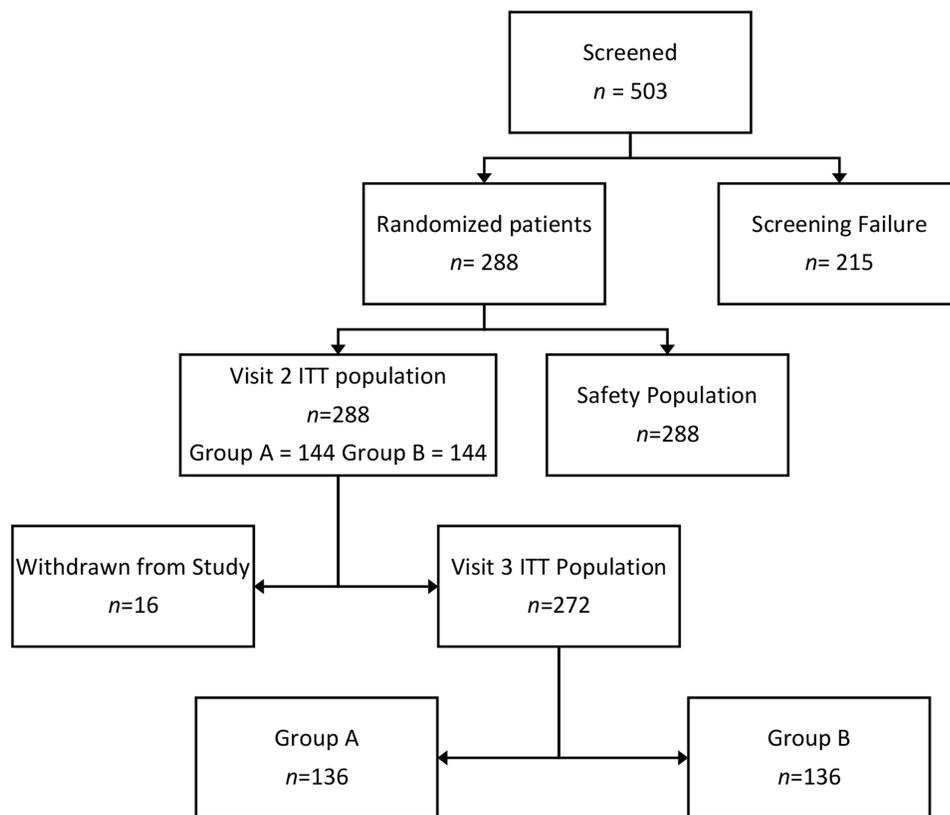 Screened
n = 503
Randomized patients
n= 288
Screening Failure
n= 215
Visit 2 ITT population
n=288
Group A = 144 Group B = 144
Safety Population
n=288
Withdrawn from Study
n=16
Visit 3 ITT Population
n=272
Group A
n=136
Group B
n=136